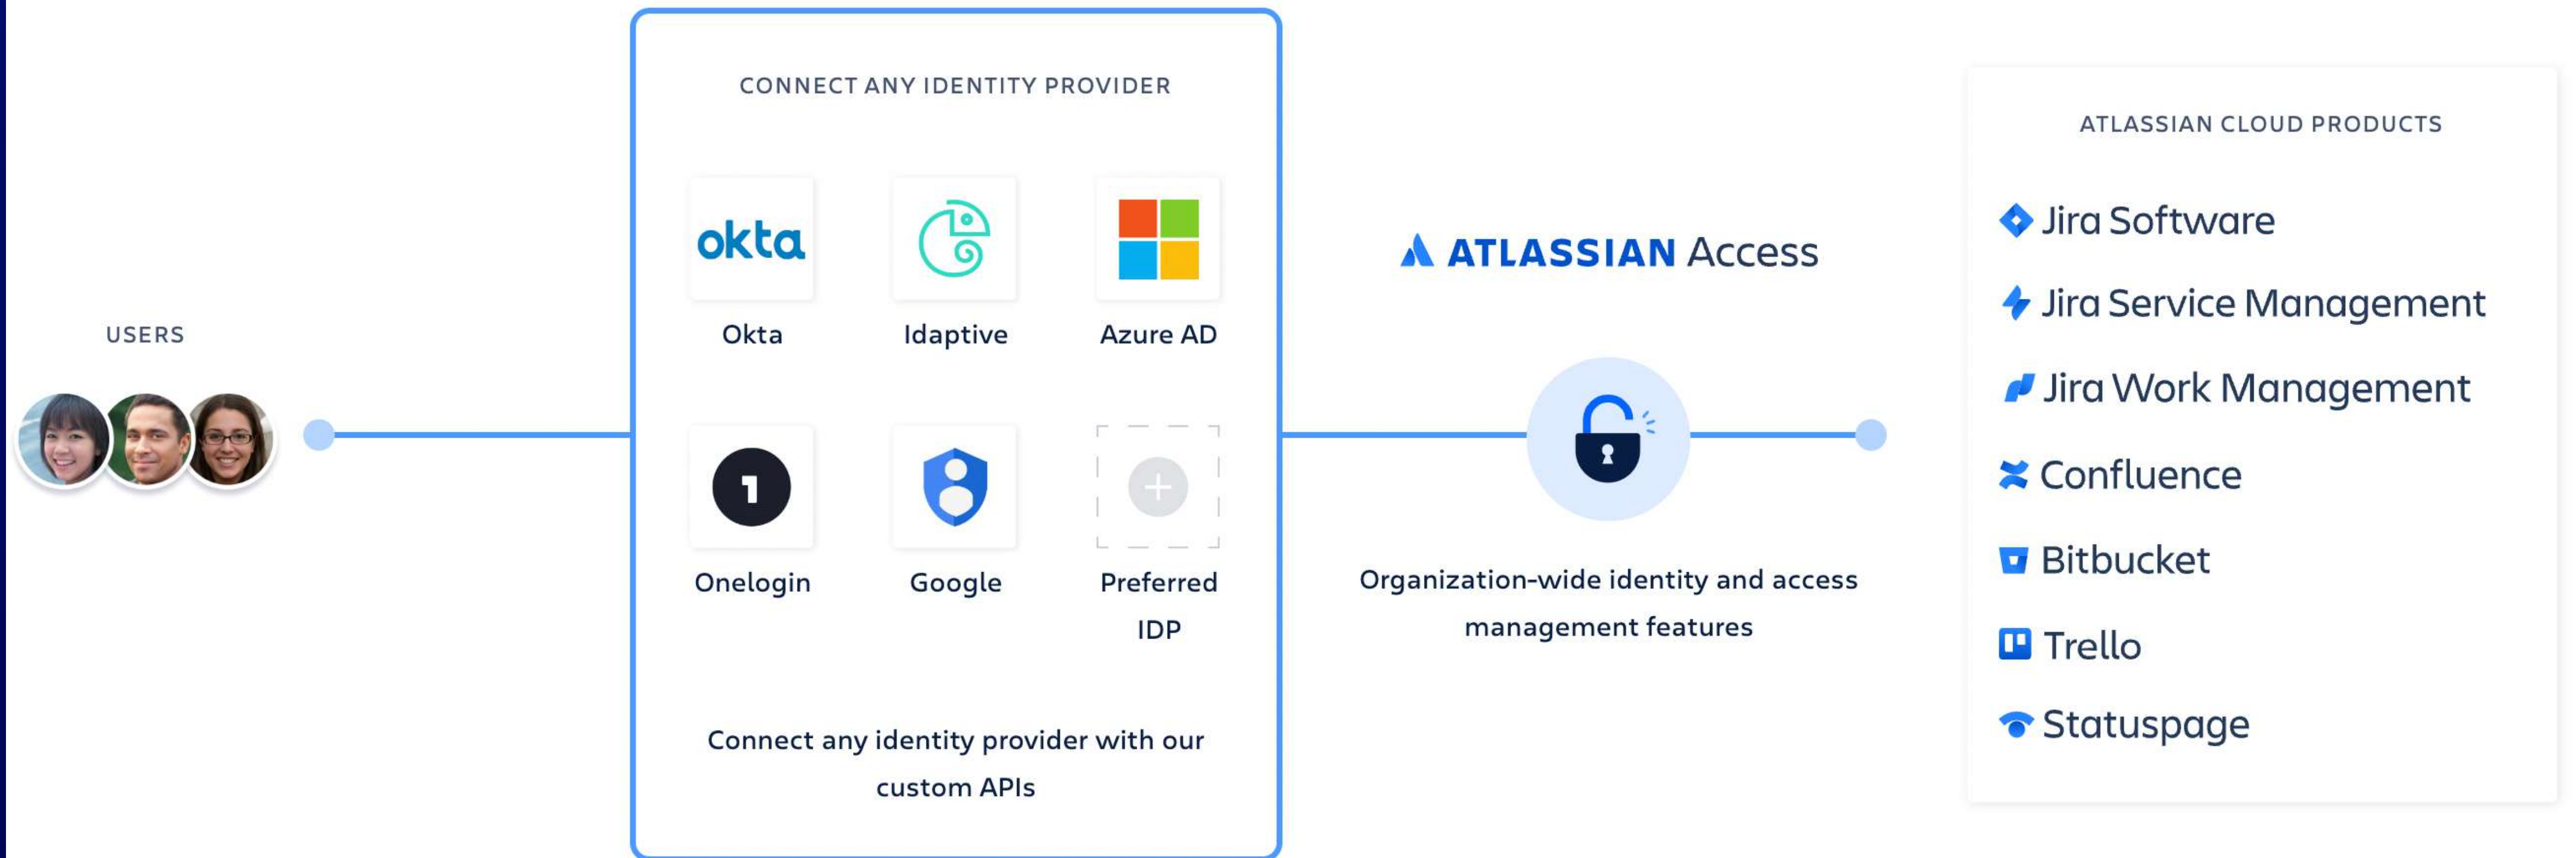 USERS
CONNECT ANY IDENTITY PROVIDER
okta
Okta
Idaptive
Azure AD
1
Onelogin
Google
Preferred
IDP
Connect any identity provider with our
custom APIs
ATLASSIAN Access
Organization-wide identity and access
management features
ATLASSIAN CLOUD PRODUCTS
Jira Software
Jira Service Management
Jira Work Management
Confluence
Bitbucket
Trello
Statuspage